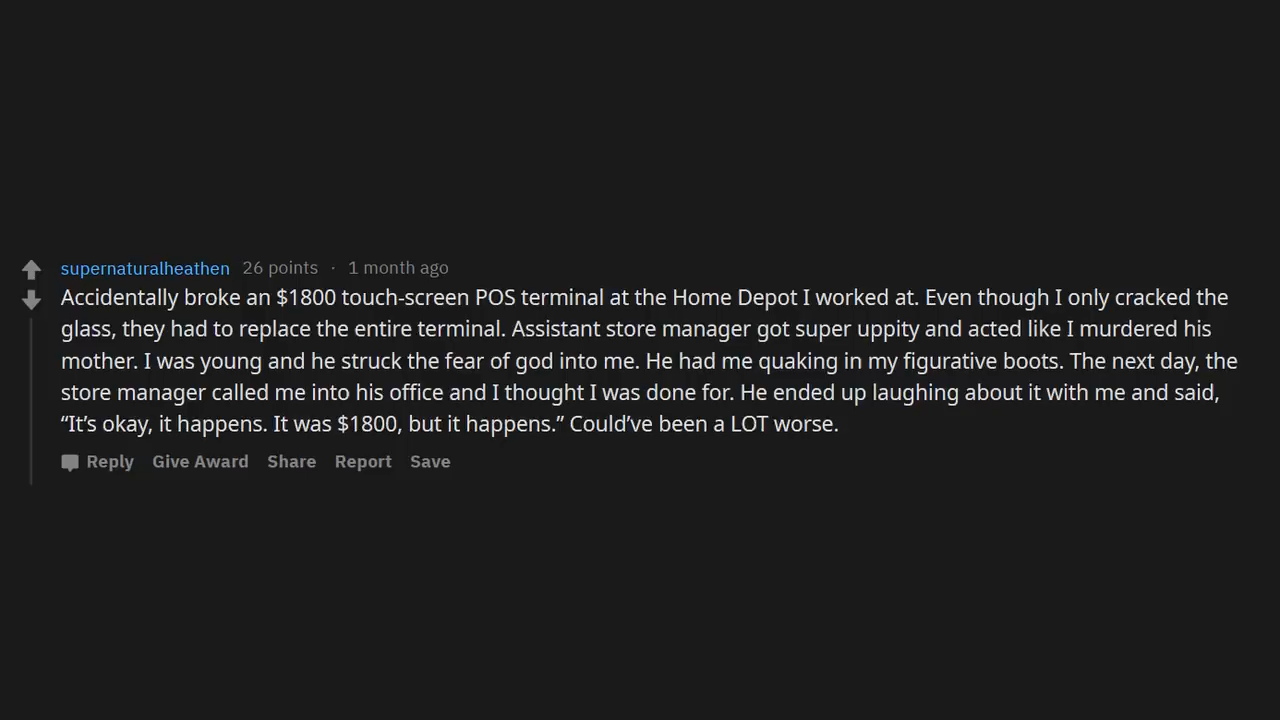 supernaturalheathen 26 points · 1 month ago
Accidentally broke an $1800 touch-screen POS terminal at the Home Depot I worked at. Even though I only cracked the
glass, they had to replace the entire terminal. Assistant store manager got super uppity and acted like I murdered his
mother. I was young and he struck the fear of god into me. He had me quaking in my figurative boots. The next day, the
store manager called me into his office and I thought I was done for. He ended up laughing about it with me and said,
“It’s okay, it happens. It was $1800, but it happens.” Could’ve been a LOT worse.
Reply Give Award Share Report Save